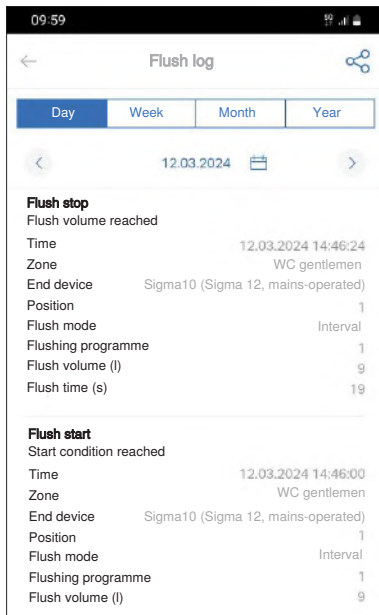 09:59
Flush log
Day Week Month Year
12.03.2024
Flush stop
Flush volume reached
Time 12.03.2024 14:46:24
Zone WC gentlemen
End device Sigma10 (Sigma 12, mains-operated)
Position 1
Flush mode Interval
Flushing programme 1
Flush volume (l) 9
Flush time (s) 19
Flush start
Start condition reached
Time 12.03.2024 14:46:00
Zone WC gentlemen
End device Sigma10 (Sigma 12, mains-operated)
Position 1
Flush mode Interval
Flushing programme 1
Flush volume (l) 9